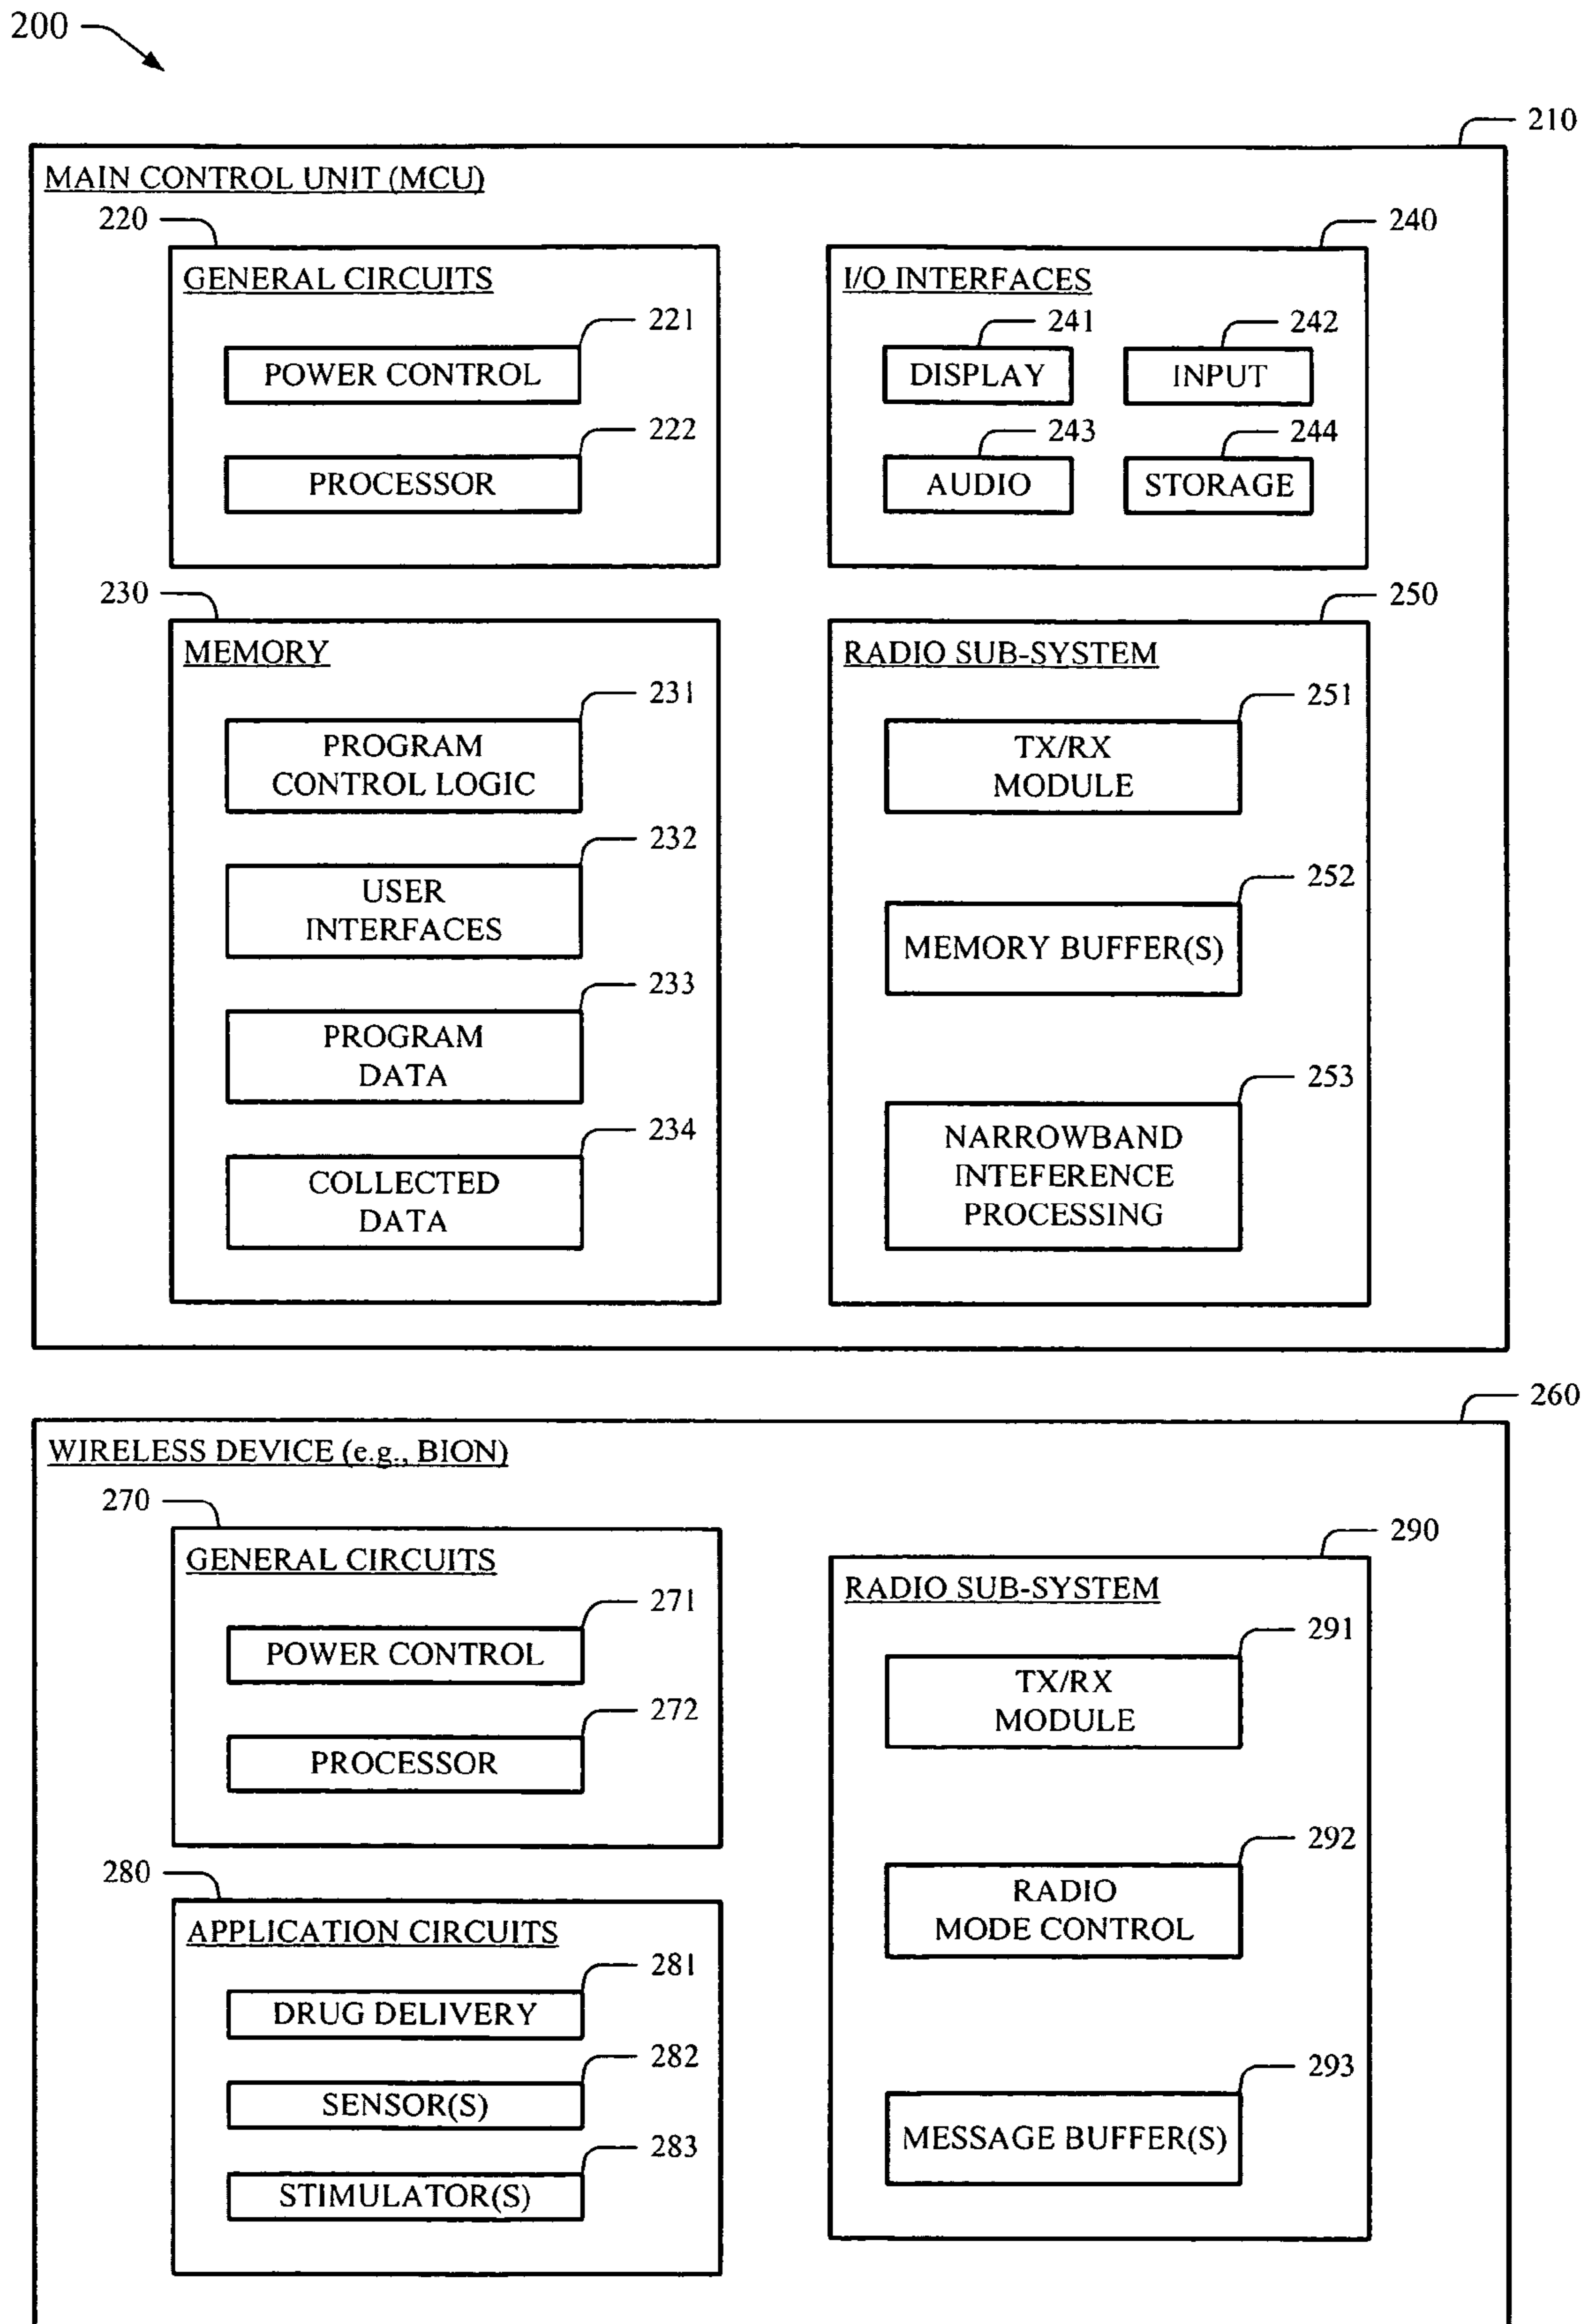 200
210
MAIN CONTROL UNIT (MCU)
220
GENERAL CIRCUITS
221
POWER CONTROL
222
PROCESSOR
240
I/O INTERFACES
241
DISPLAY
242
INPUT
243
AUDIO
244
STORAGE
230
MEMORY
231
PROGRAM
CONTROL LOGIC
232
USER
INTERFACES
233
PROGRAM
DATA
234
COLLECTED
DATA
250
RADIO SUB-SYSTEM
251
TX/RX
MODULE
252
MEMORY BUFFER(S)
253
NARROWBAND
INTEFERENCE
PROCESSING
260
WIRELESS DEVICE (e.g., BION)
270
GENERAL CIRCUITS
271
POWER CONTROL
272
PROCESSOR
280
APPLICATION CIRCUITS
281
DRUG DELIVERY
282
SENSOR(S)
283
STIMULATOR(S)
290
RADIO SUB-SYSTEM
291
TX/RX
MODULE
292
RADIO
MODE CONTROL
293
MESSAGE BUFFER(S)